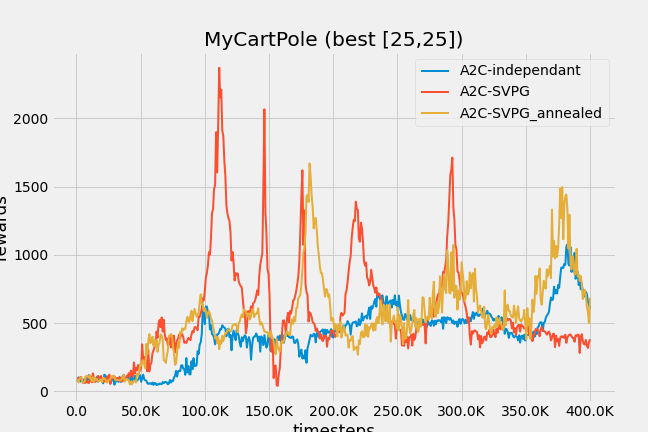 MyCartPole (best [25,25])
A2C-independant
A2C-SVPG
A2C-SVPG_annealed
rewards
2000
1500
1000
500
0
0.0 50.0K 100.0K 150.0K 200.0K 250.0K 300.0K 350.0K 400.0K
timesteps